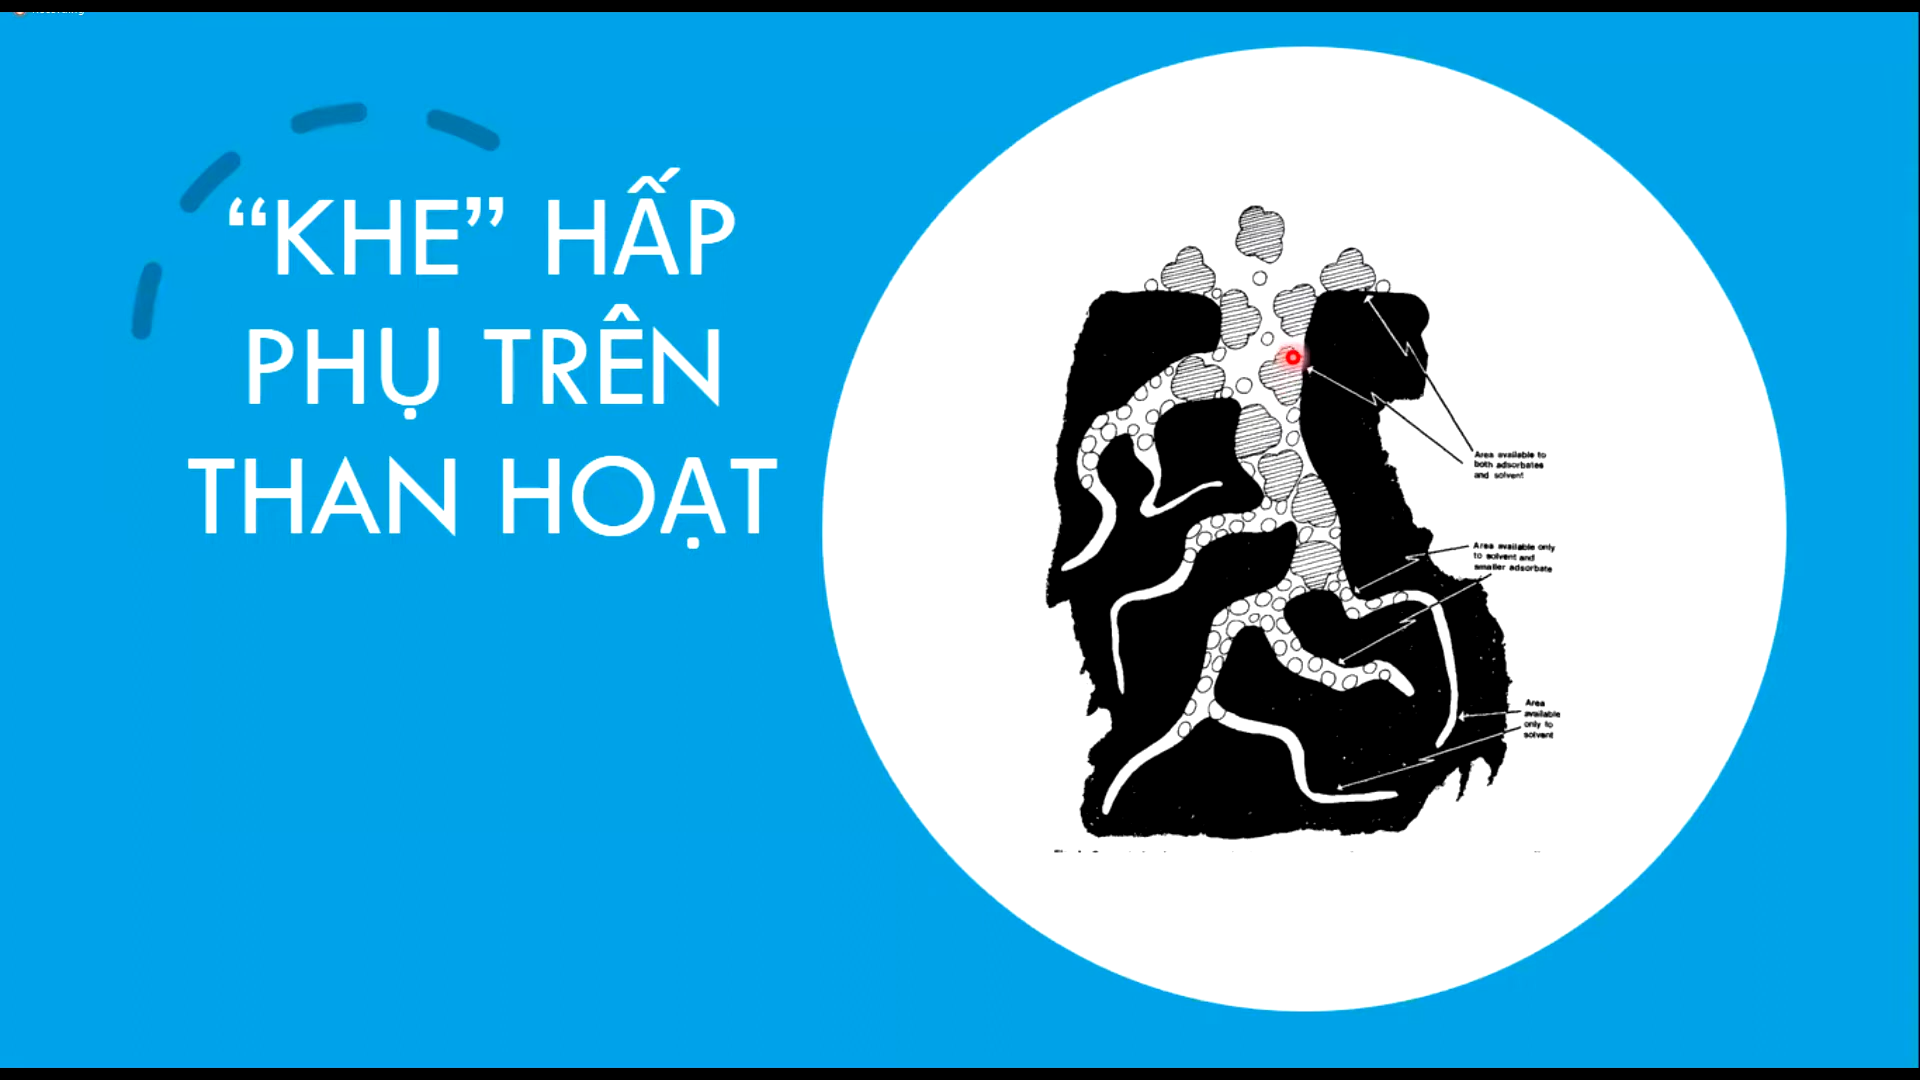 “KHE” HẤP
PHỤ TRÊN
THAN HOẠT
Area available to
both adsorbates
and solvent
Area available only
to solvent and
smaller adsorbate
Area
available
only to
solvent